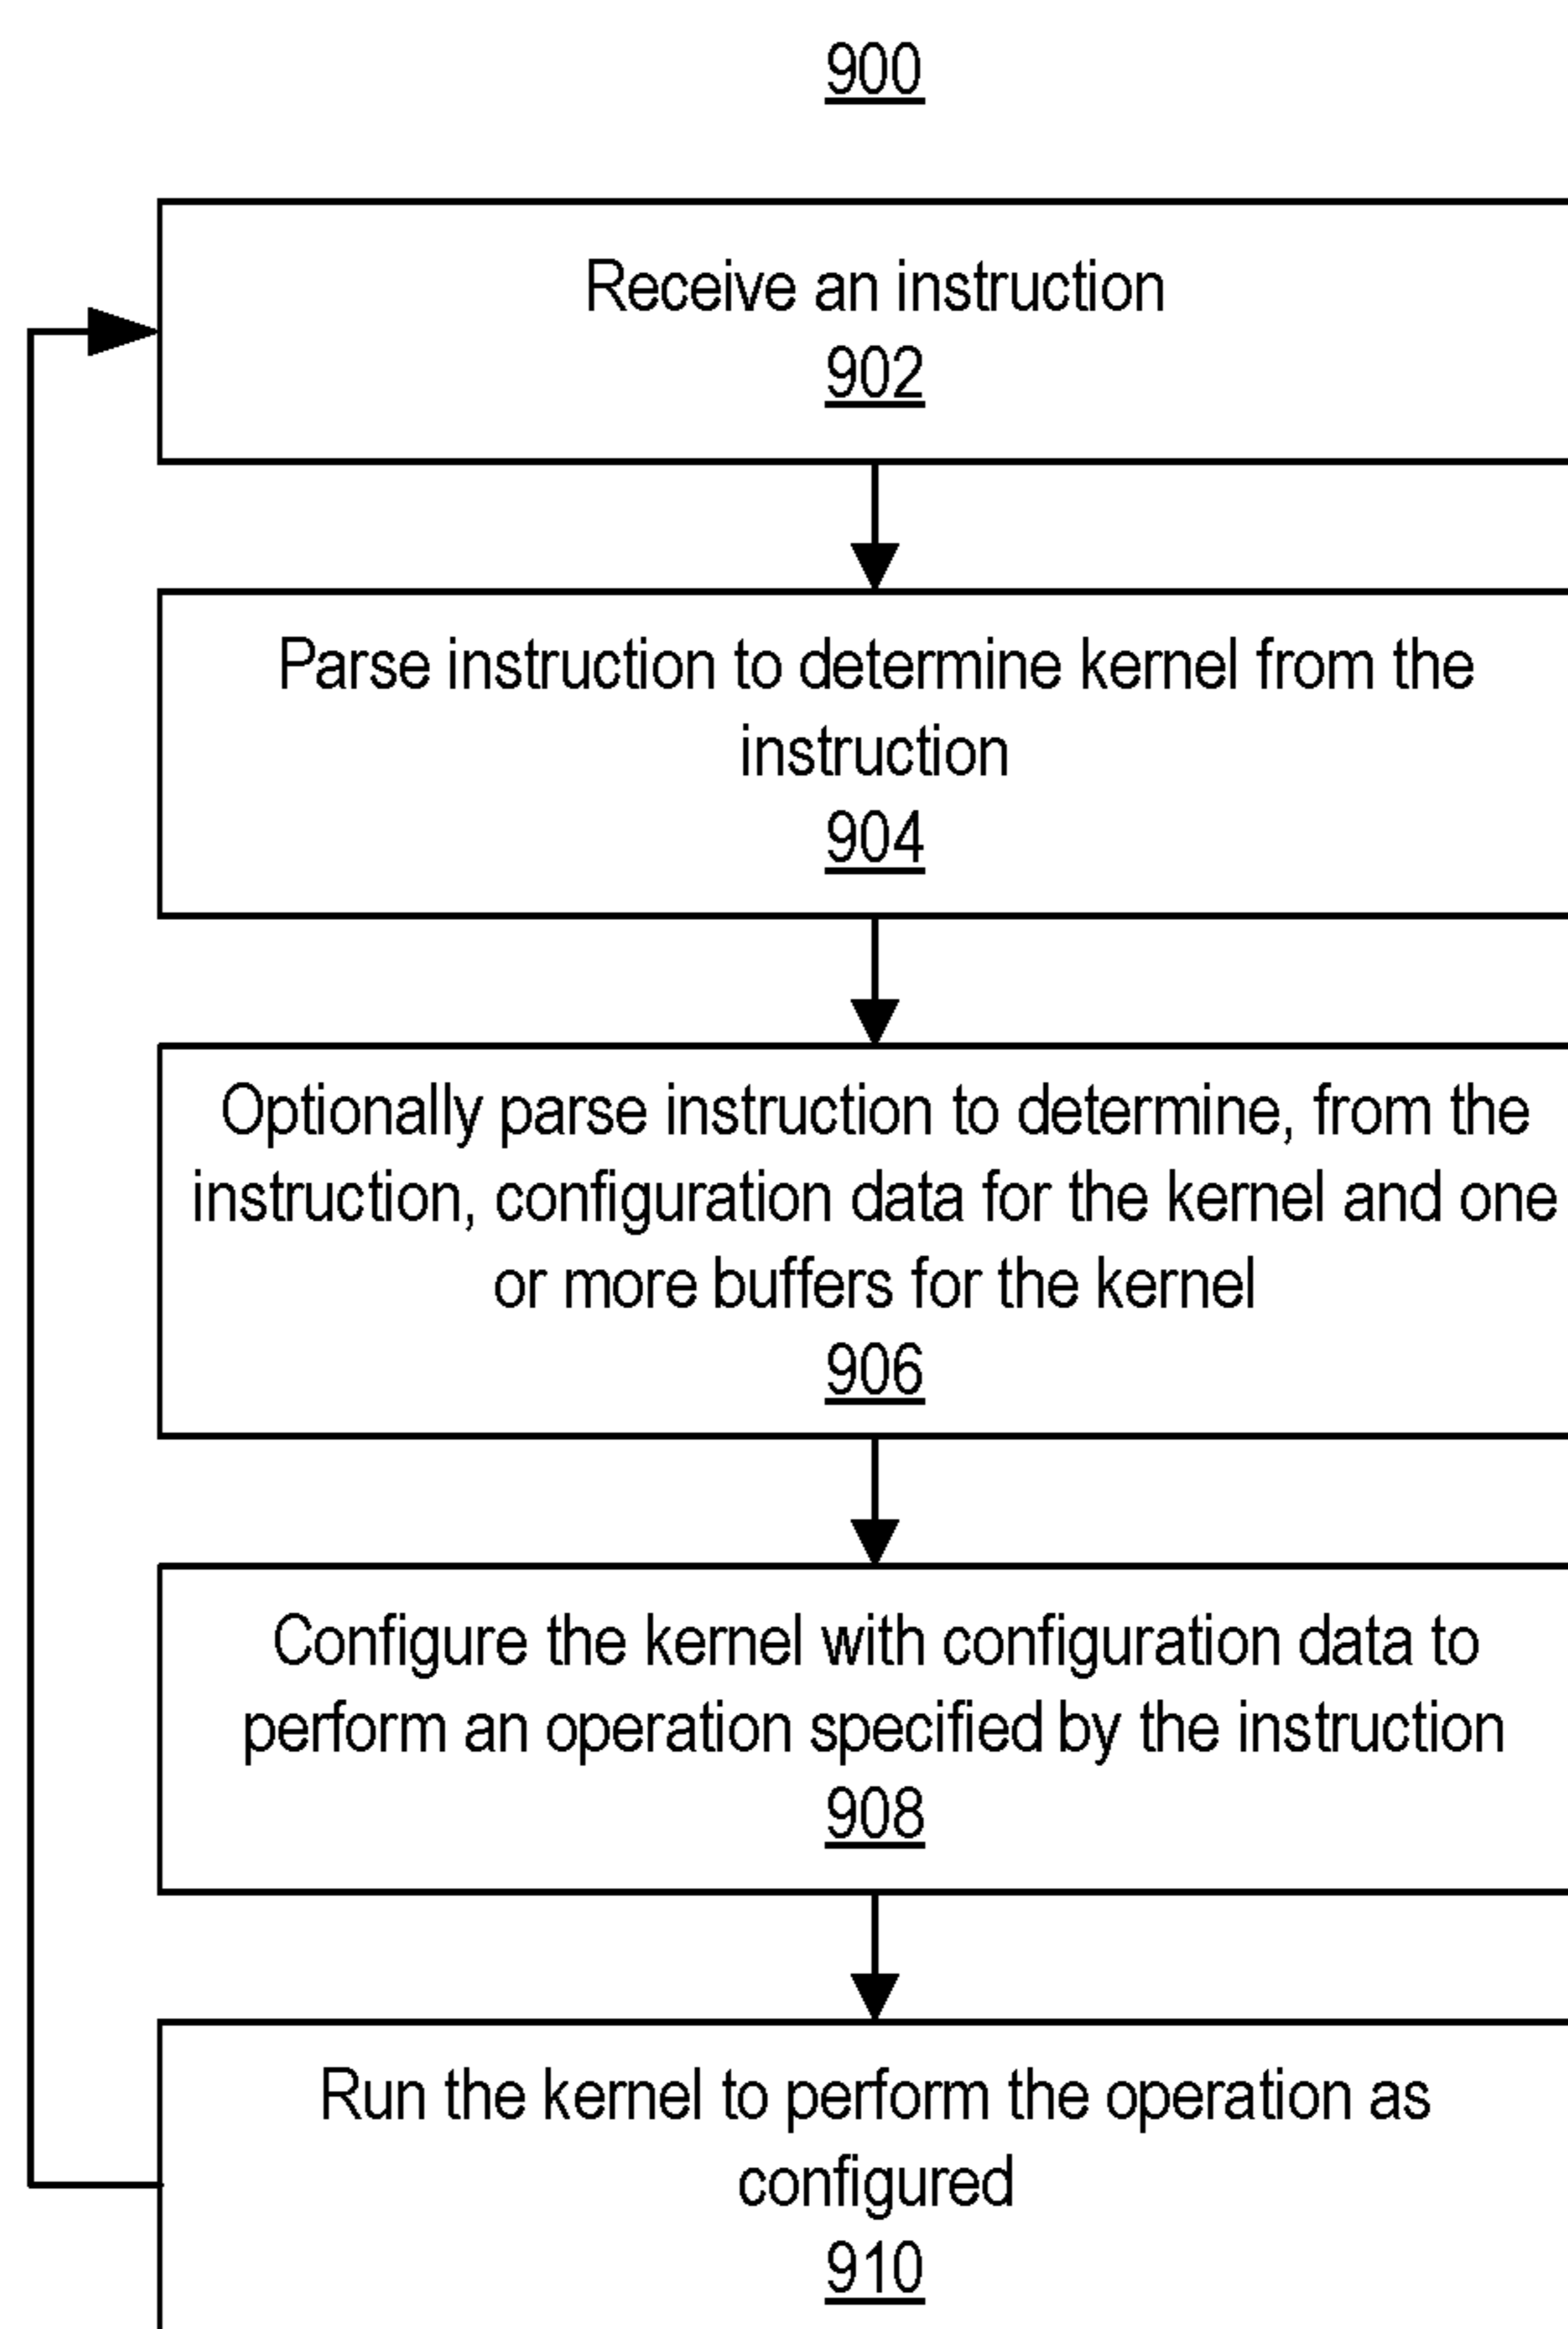 900
Receive an instruction
902
Parse instruction to determine kernel from the
instruction
904
Optionally parse instruction to determine, from the
instruction, configuration data for the kernel and one
or more buffers for the kernel
906
Configure the kernel with configuration data to
perform an operation specified by the instruction
908
Run the kernel to perform the operation as
configured
910